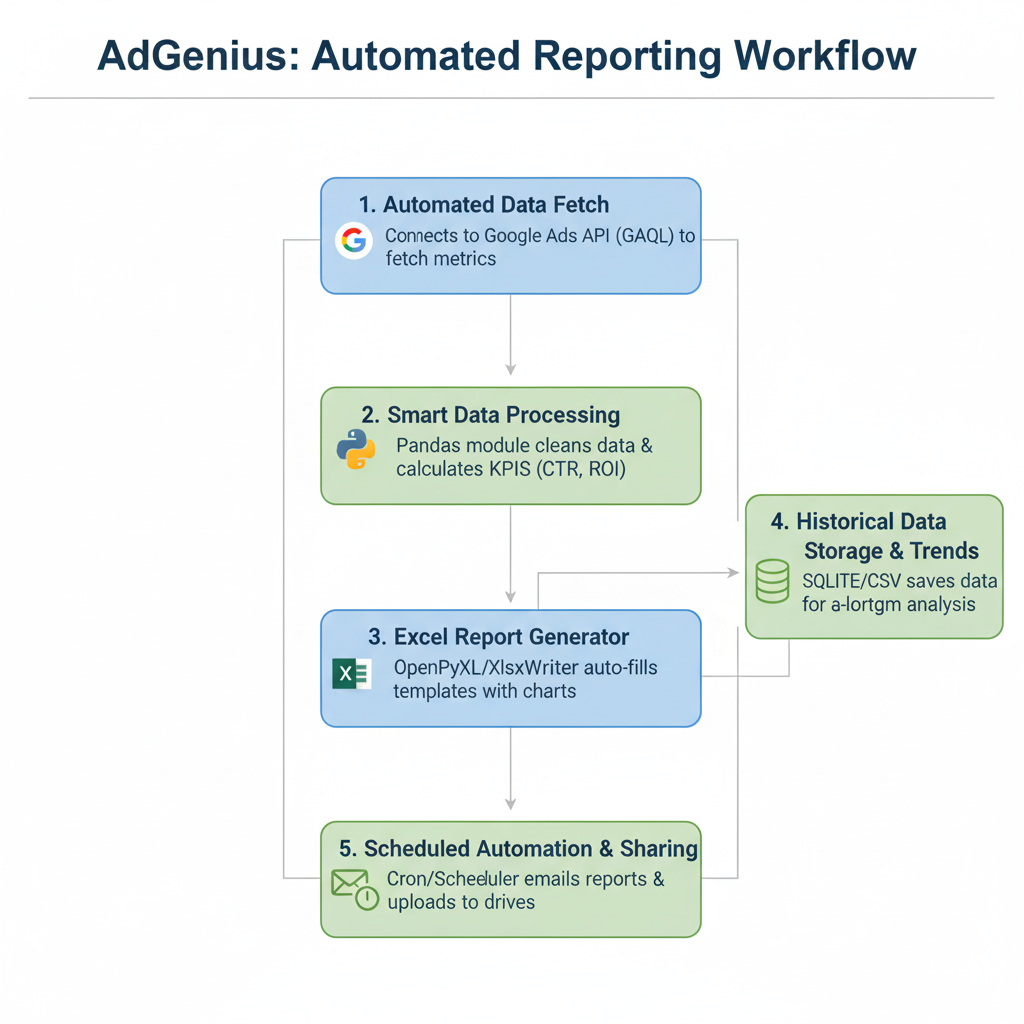 AdGenius: Automated Reporting Workflow
1. Automated Data Fetch
Connects to Google Ads API (GAQL) to
fetch metrics
2. Smart Data Processing
Pandas module cleans data &
calculates KPIS (CTR, ROI)
4. Historical Data
Storage & Trends
SQLITE/CSV saves data
for a-lortgm analysis
3. Excel Report Generator
X
OpenPyXL/XlsxWriter auto-fills
templates with charts
5. Scheduled Automation & Sharing
Cron/Scheduler emails reports &
uploads to drives